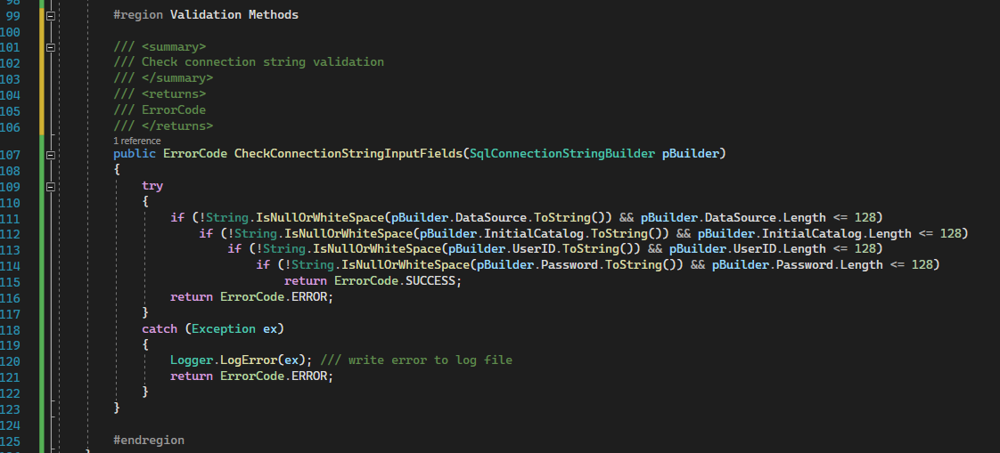 98
99 #region Validation Methods
100
101 /// <summary>
102 /// Check connection string validation
103 /// </summary>
104 /// <returns>
105 /// ErrorCode
106 /// </returns>
1 reference
107 public ErrorCode CheckConnectionStringInputFields(SqlConnectionStringBuilder pBuilder)
108 {
109 try
110 {
111 if (!String.IsNullOrWhiteSpace(pBuilder.DataSource.ToString()) && pBuilder.DataSource.Length <= 128)
112 if (!String.IsNullOrWhiteSpace(pBuilder.InitialCatalog.ToString()) && pBuilder.InitialCatalog.Length <= 128)
113 if (!String.IsNullOrWhiteSpace(pBuilder.UserID.ToString()) && pBuilder.UserID.Length <= 128)
114 if (!String.IsNullOrWhiteSpace(pBuilder.Password.ToString()) && pBuilder.Password.Length <= 128)
115 return ErrorCode.SUCCESS;
116 return ErrorCode.ERROR;
117 }
118 catch (Exception ex)
119 {
120 Logger.LogError(ex); /// write error to log file
121 return ErrorCode.ERROR;
122 }
123 }
124
125 #endregion